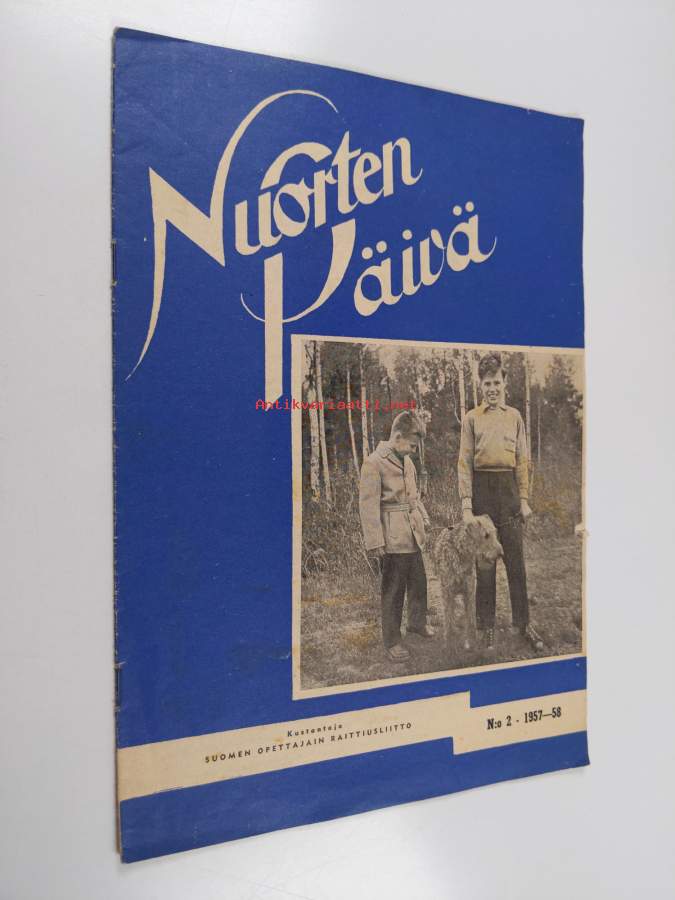 Nuorten
Päivä
Antikvariaatti.net
Kustantaja
SUOMEN OPETTAJAIN RAITTIUSLIITTO
N:o 2 - 1957—58